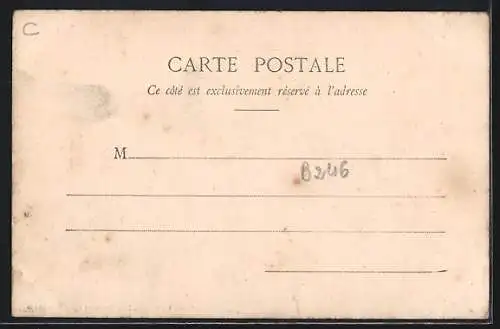 C
CARTE POSTALE
Ce côté est exclusivement réservé à l'adresse
M
B246